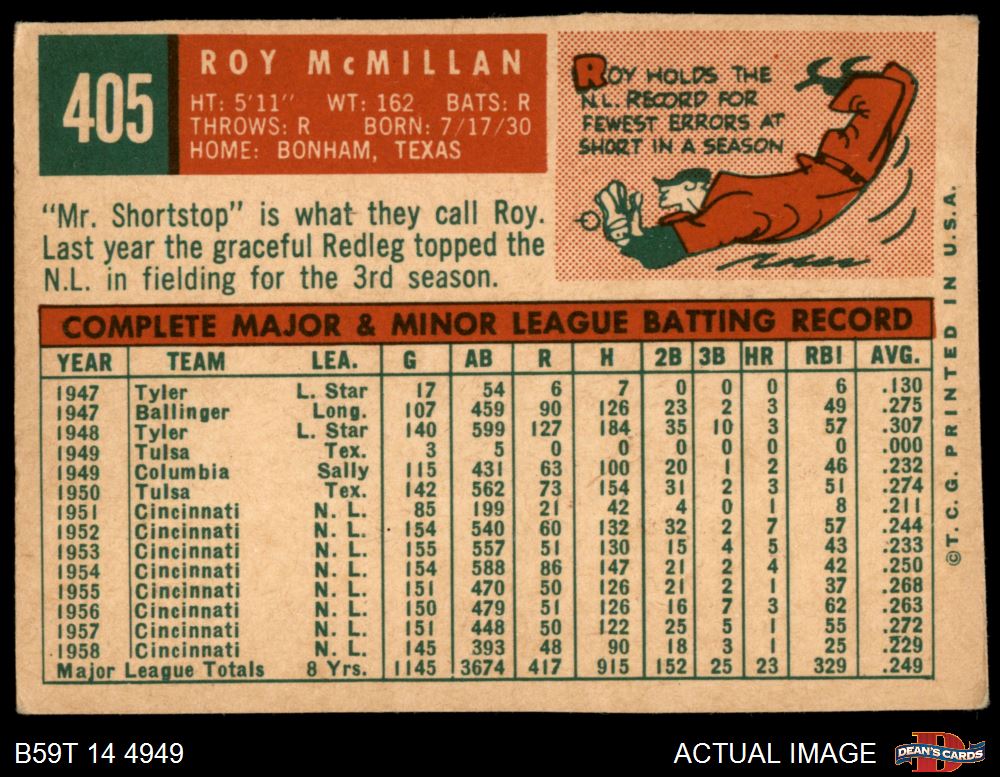 405
ROY McMILLAN
HT: 5'11" WT: 162 BATS: R
THROWS: R BORN: 7/17/30
HOME: BONHAM, TEXAS
ROY HOLDS THE
N.L. RECORD FOR
FEWEST ERRORS AT
SHORT IN A SEASON
"Mr. Shortstop" is what they call Roy.
Last year the graceful Redleg topped the
N.L. in fielding for the 3rd season.
COMPLETE MAJOR & MINOR LEAGUE BATTING RECORD
YEAR TEAM LEA. G AB R H 2B 3B HR RBI AVG.
1947 Tyler L. Star 17 54 6 7 0 0 0 6 .130
1947 Ballinger Long. 107 459 90 126 23 2 3 49 .275
1948 Tyler L. Star 140 599 127 184 35 10 3 57 .307
1949 Tulsa Tex. 3 5 0 0 0 0 0 0 .000
1949 Columbia Sally 115 431 63 100 20 1 2 46 .232
1950 Tulsa Tex. 142 562 73 154 31 2 3 51 .274
1951 Cincinnati N. L. 85 199 21 42 4 0 1 8 .211
1952 Cincinnati N. L. 154 540 60 132 32 2 7 57 .244
1953 Cincinnati N. L. 155 557 51 130 15 4 5 43 .233
1954 Cincinnati N. L. 154 588 86 147 21 2 4 42 .250
1955 Cincinnati N. L. 151 470 50 126 21 2 1 37 .268
1956 Cincinnati N. L. 150 479 51 126 16 7 3 62 .263
1957 Cincinnati N. L. 151 448 50 122 25 5 1 55 .272
1958 Cincinnati N. L. 145 393 48 90 18 3 1 25 .229
Major League Totals 8 Yrs. 1145 3674 417 915 152 25 23 329 .249
©T.C.G. PRINTED IN U.S.A.
B59T 14 4949
ACTUAL IMAGE
DEAN'S CARDS